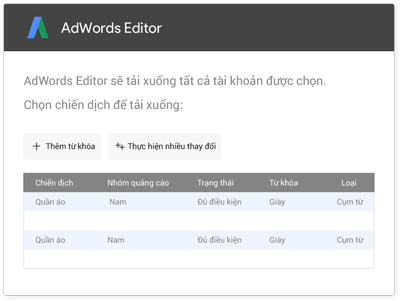 AdWords Editor
AdWords Editor sẽ tải xuống tất cả tài khoản được chọn.
Chọn chiến dịch để tải xuống:
Thêm từ khóa Thực hiện nhiều thay đổi
Chiến dịch Nhóm quảng cáo Trạng thái Từ khóa Loại
Quần áo Nam Đủ điều kiện Giày Cụm từ
Quần áo Nam Đủ điều kiện Giày Cụm từ